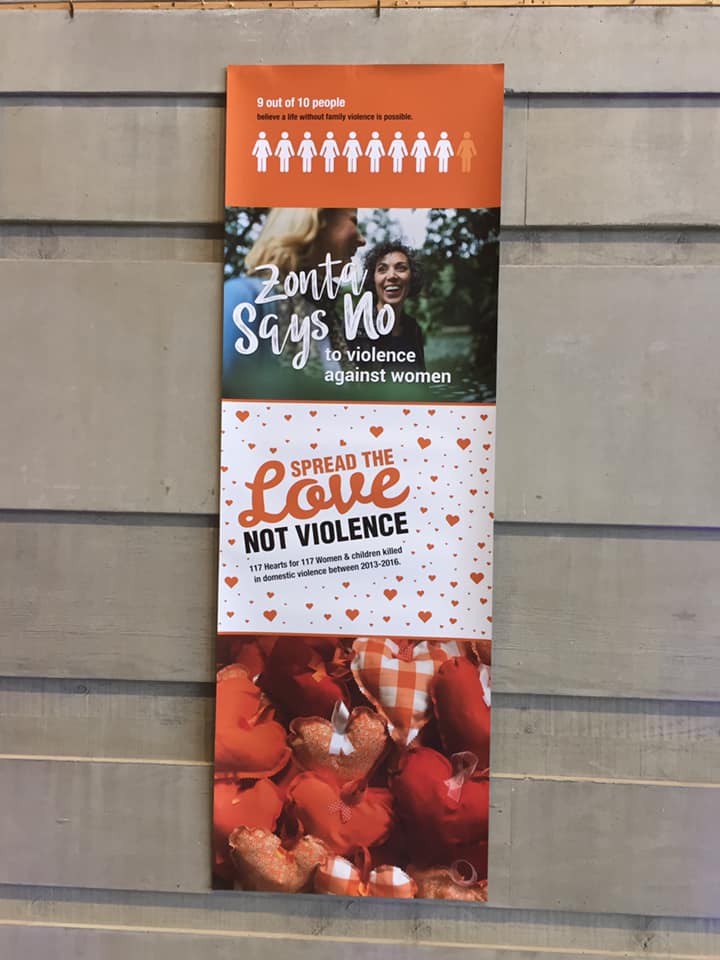 9 out of 10 people
believe a life without family violence is possible.
Zonta
Says No
to violence
against women
SPREAD THE
Love
NOT VIOLENCE
117 Hearts for 117 Women & children killed
in domestic violence between 2013-2016.